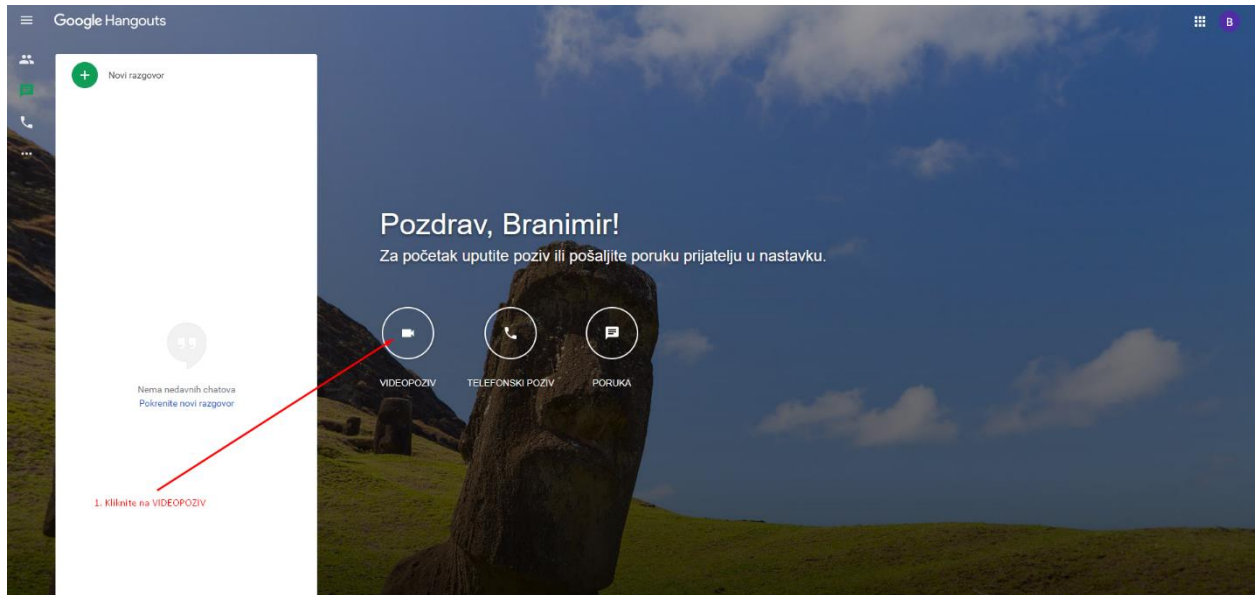 Google Hangouts
B
Novi razgovor
Pozdrav, Branimir!
Za početak uputite poziv ili pošaljite poruku prijatelju u nastavku.
VIDEOPOZIV
TELEFONSKI POZIV
PORUKA
Nema nedavnih chatova
Pokrenite novi razgovor
1. Kliknite na VIDEOPOZIV